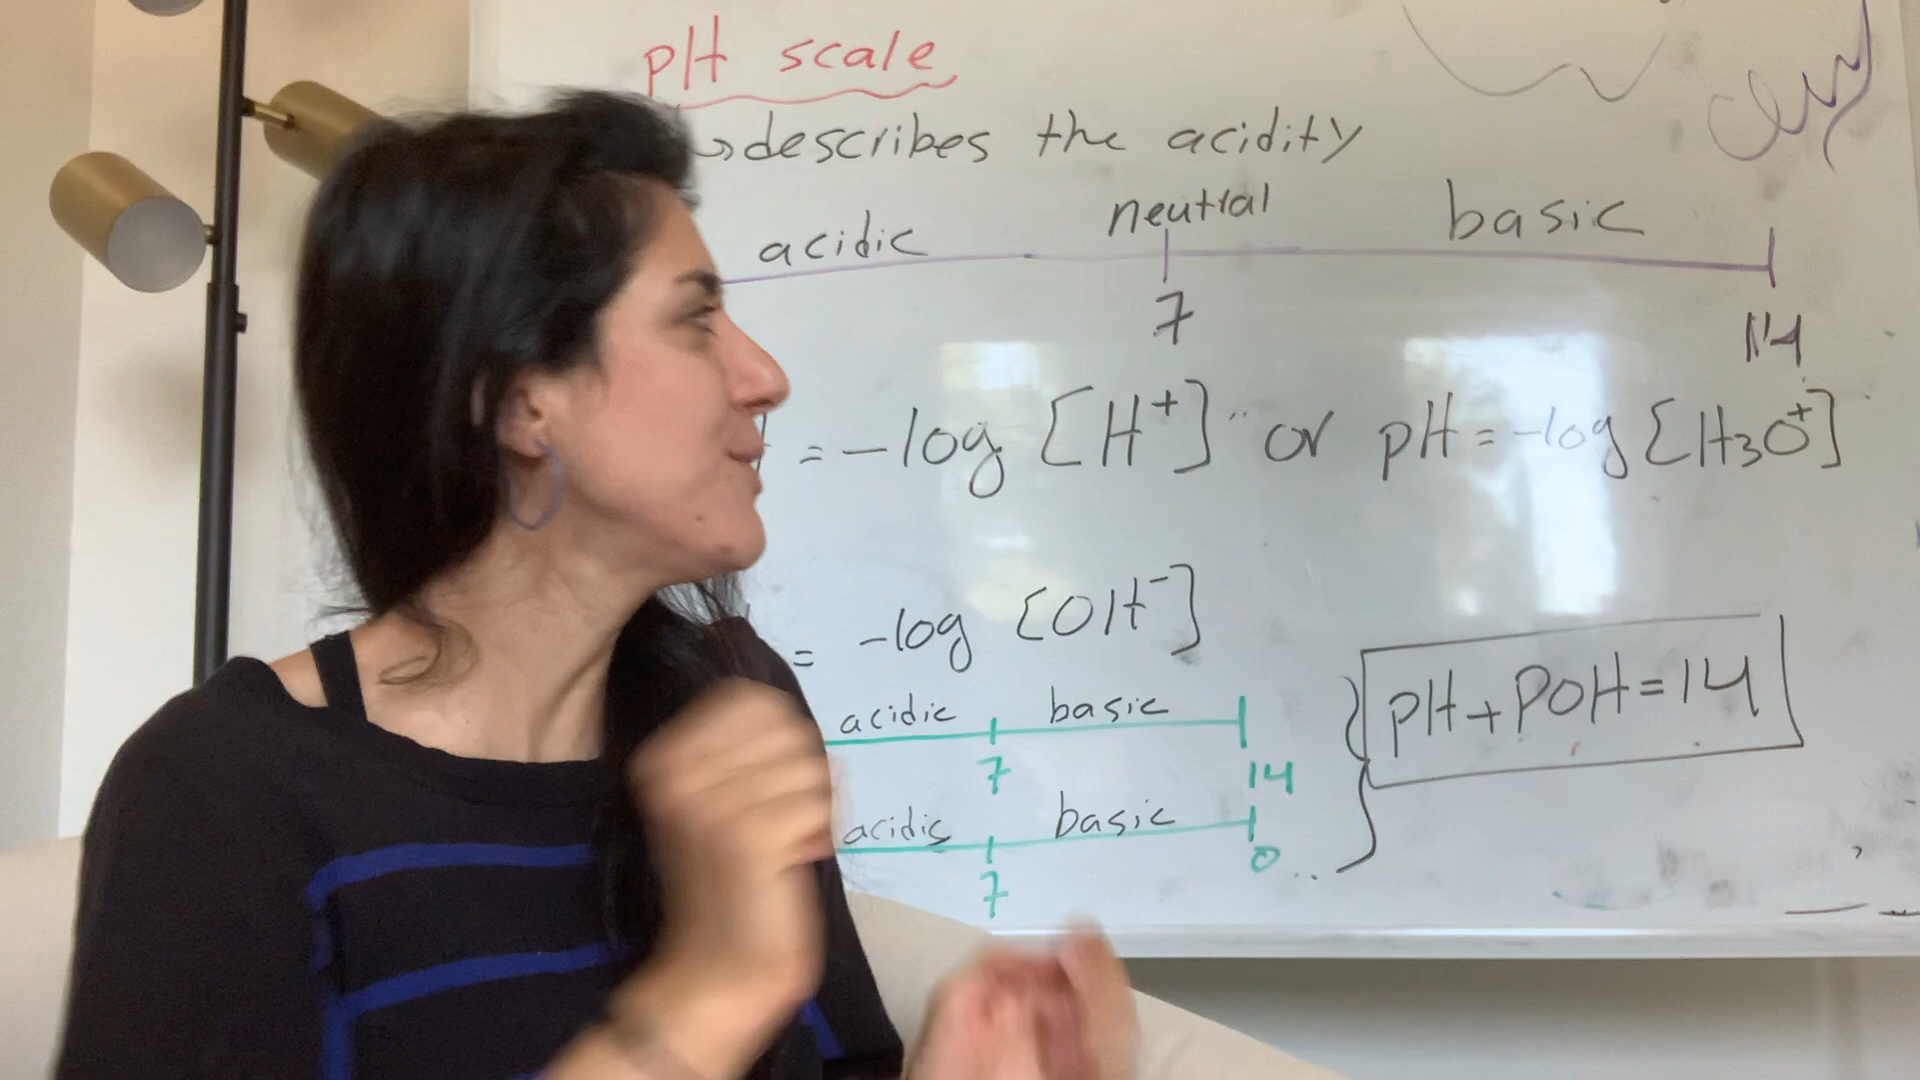 pH scale
↳describes the acidity
acidic neutral basic
7 14
= -log [H⁺] or pH = -log [H₃O⁺]
= -log [OH⁻]
acidic basic
7 14
pH + POH = 14
acidic basic
7 0